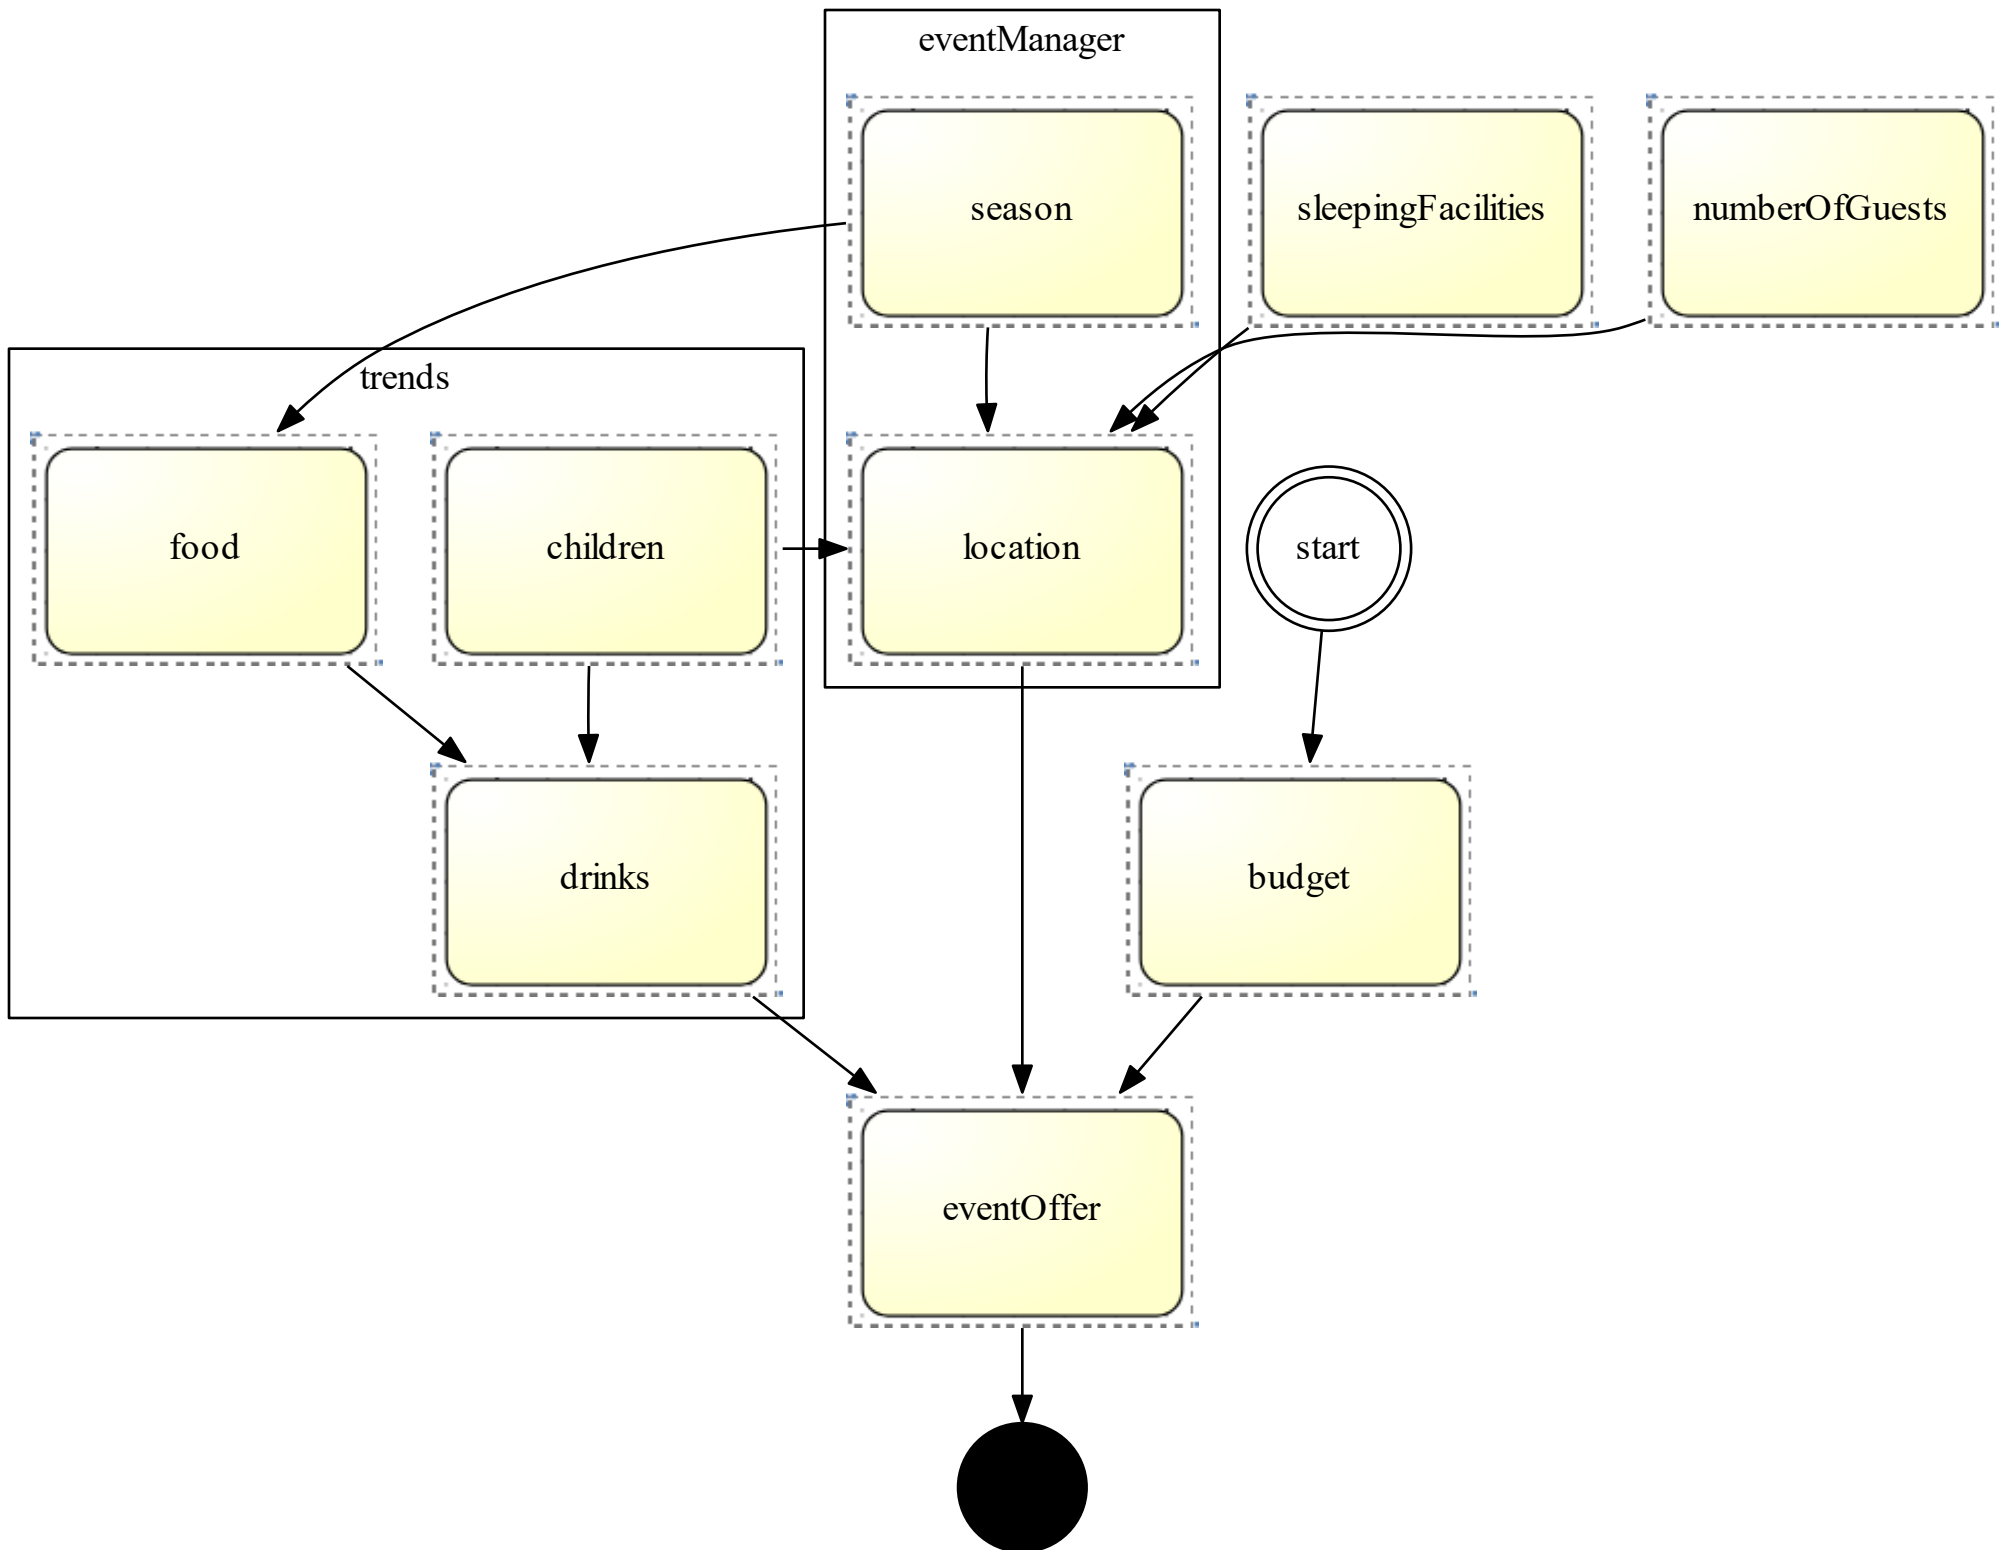 eventManager
season
sleepingFacilities
numberOfGuests
trends
food
children
location
start
drinks
budget
eventOffer